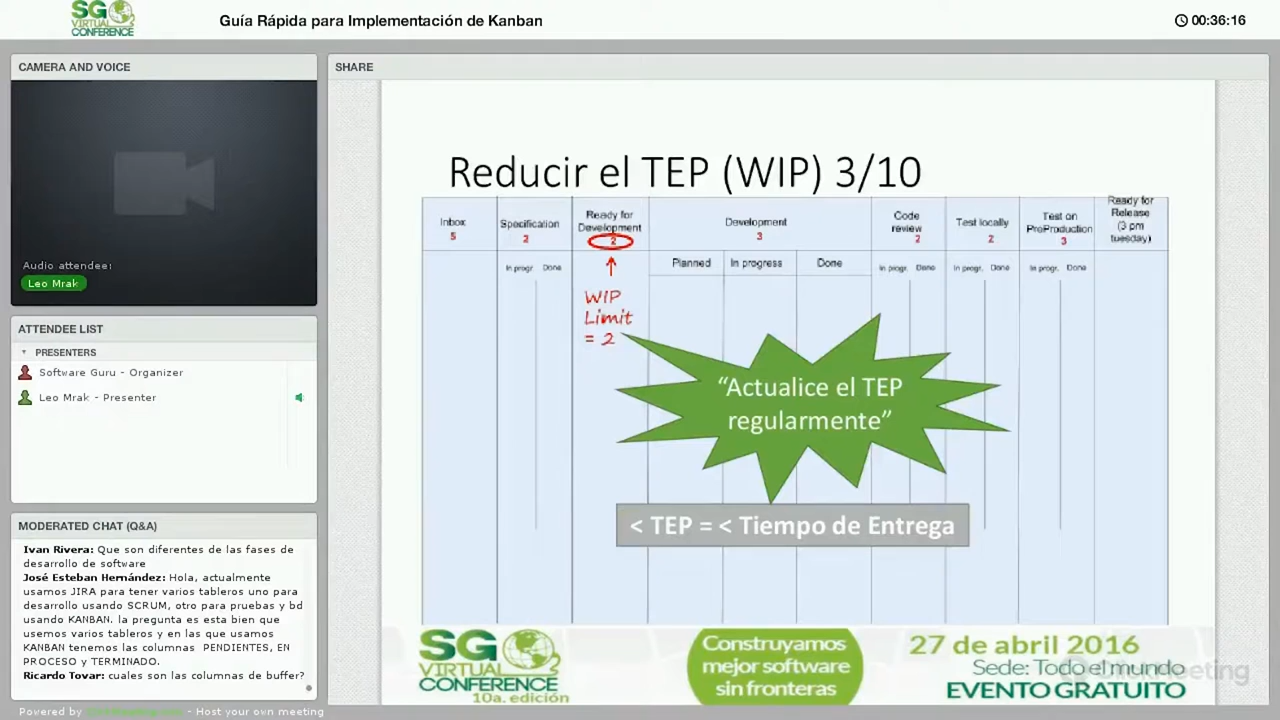 SG
VIRTUAL
CONFERENCE
Guía Rápida para Implementación de Kanban
00:36:16
CAMERA AND VOICE
Audio attendee:
Leo Mrak
ATTENDEE LIST
PRESENTERS
Software Guru - Organizer
Leo Mrak - Presenter
MODERATED CHAT (Q&A)
Ivan Rivera: Que son diferentes de las fases de
desarrollo de software
José Esteban Hernández: Hola, actualmente
usamos JIRA para tener varios tableros uno para
desarrollo usando SCRUM, otro para pruebas y bd
usando KANBAN. la pregunta es esta bien que
usemos varios tableros y en las que usamos
KANBAN tenemos las columnas PENDIENTES, EN
PROCESO y TERMINADO.
Ricardo Tovar: cuales son las columnas de buffer?
Powered by ClickMeeting.com - Host your own meeting
SHARE
Reducir el TEP (WIP) 3/10
Inbox
5
Specification
2
In progr. Done
Ready for
Development
2
WIP
Limit
= 2
Development
3
Planned In progress Done
Code
review
2
In progr. Done
Test locally
2
In progr. Done
Test on
PreProduction
3
In progr. Done
Ready for
Release
(3 pm
tuesday)
“Actualice el TEP
regularmente”
< TEP = < Tiempo de Entrega
SG
VIRTUAL
CONFERENCE
10a. edición
Construyamos
mejor software
sin fronteras
27 de abril 2016
Sede: Todo el mundo
EVENTO GRATUITO
ClickMeeting